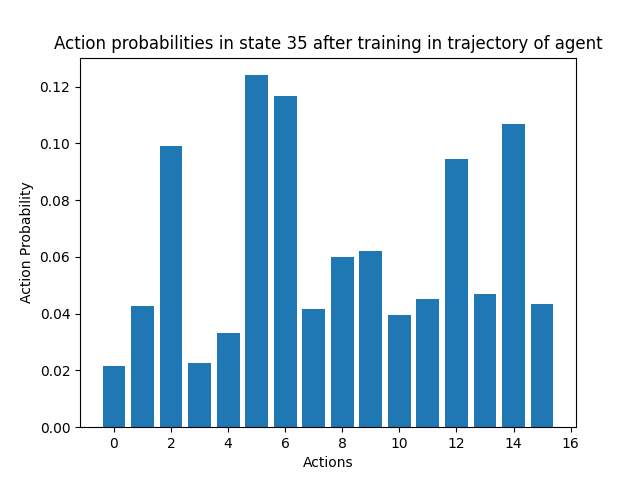 Action probabilities in state 35 after training in trajectory of agent
0.12
0.10
0.08
0.06
0.04
0.02
0.00
Action Probability
0 2 4 6 8 10 12 14 16
Actions